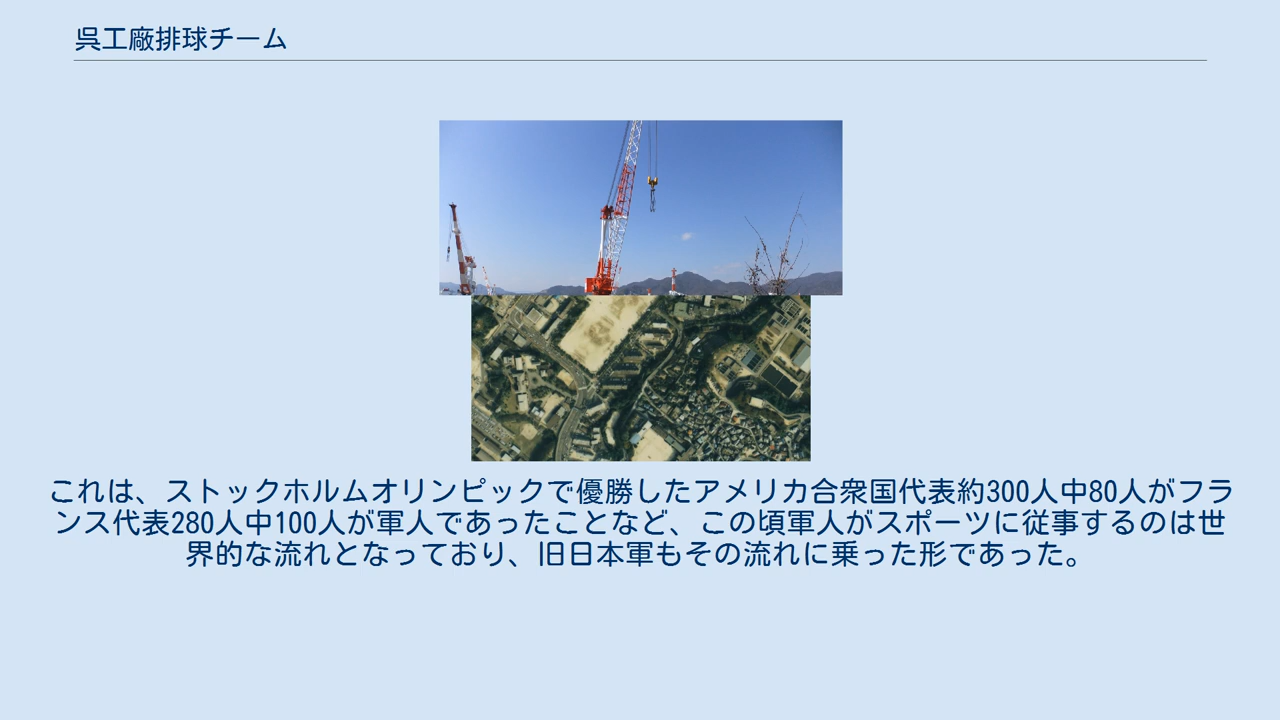 呉工廠排球チーム
これは、ストックホルムオリンピックで優勝したアメリカ合衆国代表約300人中80人がフラ
ンス代表280人中100人が軍人であったことなど、この頃軍人がスポーツに従事するのは世
界的な流れとなっており、旧日本軍もその流れに乗った形であった。